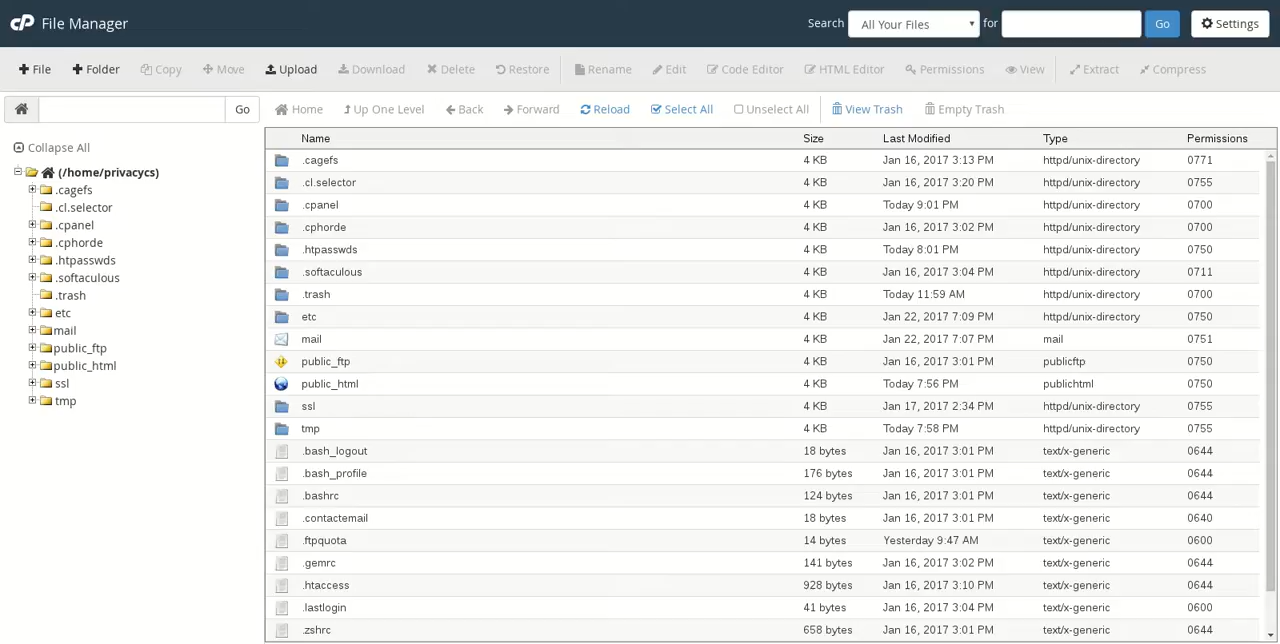 cP File Manager Search All Your Files for Go Settings
File Folder Copy Move Upload Download Delete Restore Rename Edit Code Editor HTML Editor Permissions View Extract Compress
Go Home Up One Level Back Forward Reload Select All Unselect All View Trash Empty Trash
Collapse All
(/home/privacycs)
.cagefs
.cl.selector
.cpanel
.cphorde
.htpasswds
.softaculous
.trash
etc
mail
public_ftp
public_html
ssl
tmp
Name Size Last Modified Type Permissions
.cagefs 4 KB Jan 16, 2017 3:13 PM httpd/unix-directory 0771
.cl.selector 4 KB Jan 16, 2017 3:20 PM httpd/unix-directory 0755
.cpanel 4 KB Today 9:01 PM httpd/unix-directory 0700
.cphorde 4 KB Jan 16, 2017 3:02 PM httpd/unix-directory 0700
.htpasswds 4 KB Today 8:01 PM httpd/unix-directory 0750
.softaculous 4 KB Jan 16, 2017 3:04 PM httpd/unix-directory 0711
.trash 4 KB Today 11:59 AM httpd/unix-directory 0700
etc 4 KB Jan 22, 2017 7:09 PM httpd/unix-directory 0750
mail 4 KB Jan 22, 2017 7:07 PM mail 0751
public_ftp 4 KB Jan 16, 2017 3:01 PM publicftp 0750
public_html 4 KB Today 7:56 PM publichtml 0750
ssl 4 KB Jan 17, 2017 2:34 PM httpd/unix-directory 0755
tmp 4 KB Today 7:58 PM httpd/unix-directory 0755
.bash_logout 18 bytes Jan 16, 2017 3:01 PM text/x-generic 0644
.bash_profile 176 bytes Jan 16, 2017 3:01 PM text/x-generic 0644
.bashrc 124 bytes Jan 16, 2017 3:01 PM text/x-generic 0644
.contactemail 18 bytes Jan 16, 2017 3:01 PM text/x-generic 0640
.ftpquota 14 bytes Yesterday 9:47 AM text/x-generic 0600
.gemrc 141 bytes Jan 16, 2017 3:02 PM text/x-generic 0644
.htaccess 928 bytes Jan 16, 2017 3:10 PM text/x-generic 0644
.lastlogin 41 bytes Jan 16, 2017 3:04 PM text/x-generic 0600
.zshrc 658 bytes Jan 16, 2017 3:01 PM text/x-generic 0644